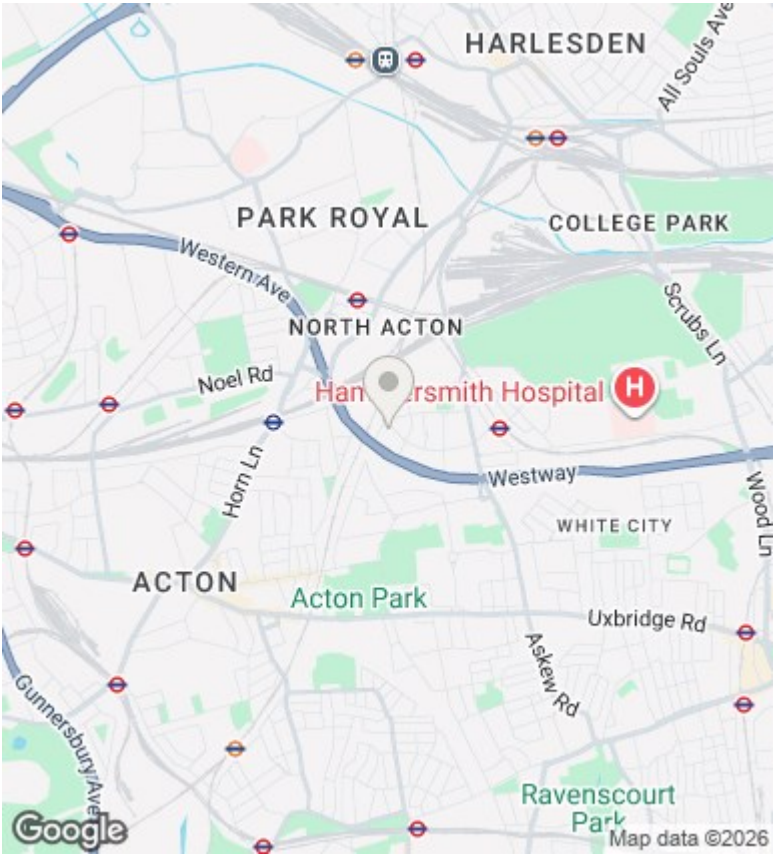 HARLESDEN
All Souls Ave
PARK ROYAL
COLLEGE PARK
Western Ave
Scrubs Ln
NORTH ACTON
Noel Rd
Hammersmith Hospital
H
Horn Ln
Westway
Wood Ln
WHITE CITY
ACTON
Acton Park
Uxbridge Rd
Askew Rd
Gunnersbury Ave
Ravenscourt
Park
Google
Map data ©2026